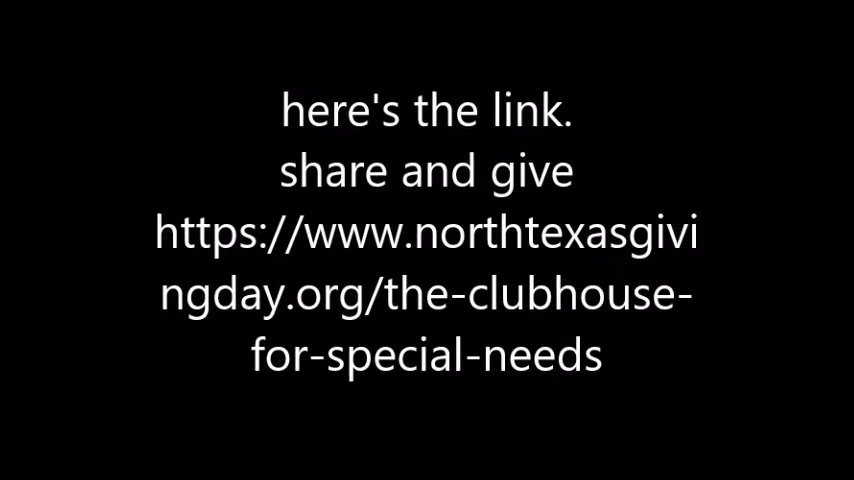 here's the link.
share and give
https://www.northtexasgivi
ngday.org/the-clubhouse-
for-special-needs